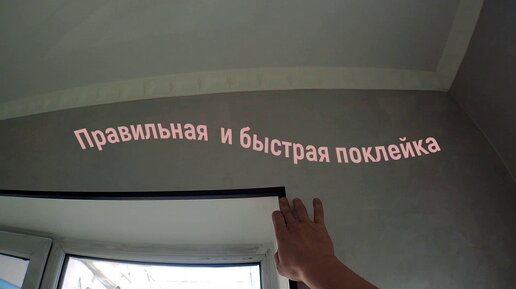 Правильная и быстрая поклейка